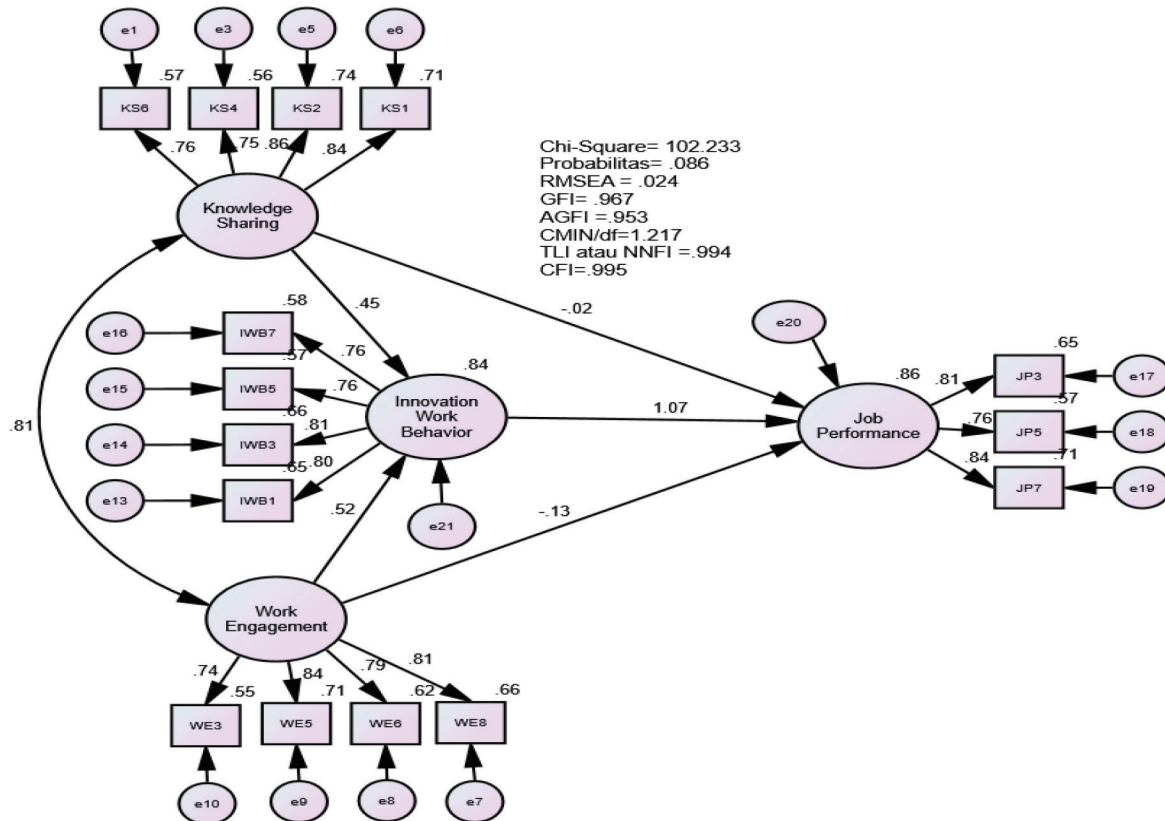 e1
e3
e5
e6
.57
.56
.74
.71
KS6
KS4
KS2
KS1
.76
.75
.86
.84
Knowledge
Sharing
Chi-Square= 102.233
Probabilitas= .086
RMSEA = .024
GFI= .967
AGFI =.953
CMIN/df=1.217
TLI atau NNFI =.994
CFI=.995
.45
-.02
.81
e16
IWB7
.58
.76
e15
IWB5
.57
.76
e14
IWB3
.66
.81
e13
IWB1
.65
.80
.84
Innovation
Work
Behavior
e21
1.07
e20
.86
Job
Performance
.81
.65
JP3
e17
.76
.57
JP5
e18
.84
.71
JP7
e19
.52
-.13
Work
Engagement
.74
.84
.79
.81
.55
.71
.62
.66
WE3
WE5
WE6
WE8
e10
e9
e8
e7